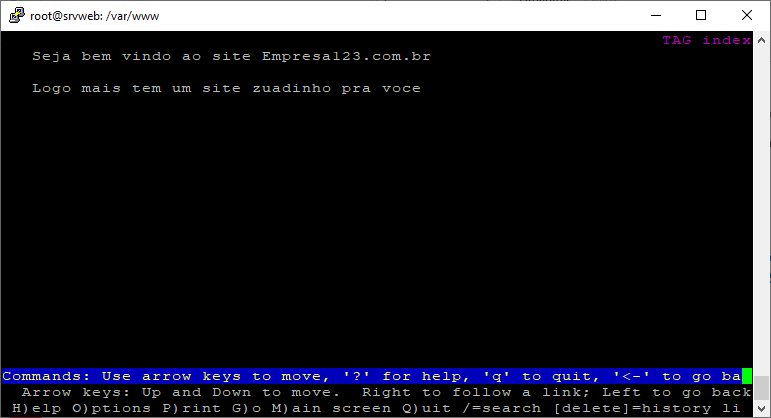 root@srvweb: /var/www
TAG index
Seja bem vindo ao site Empresa123.com.br
Logo mais tem um site zuadinho pra voce
Commands: Use arrow keys to move, '?' for help, 'q' to quit, '<-' to go ba
Arrow keys: Up and Down to move.  Right to follow a link; Left to go back
H)elp O)ptions P)rint G)o M)ain screen Q)uit /=search [delete]=history li